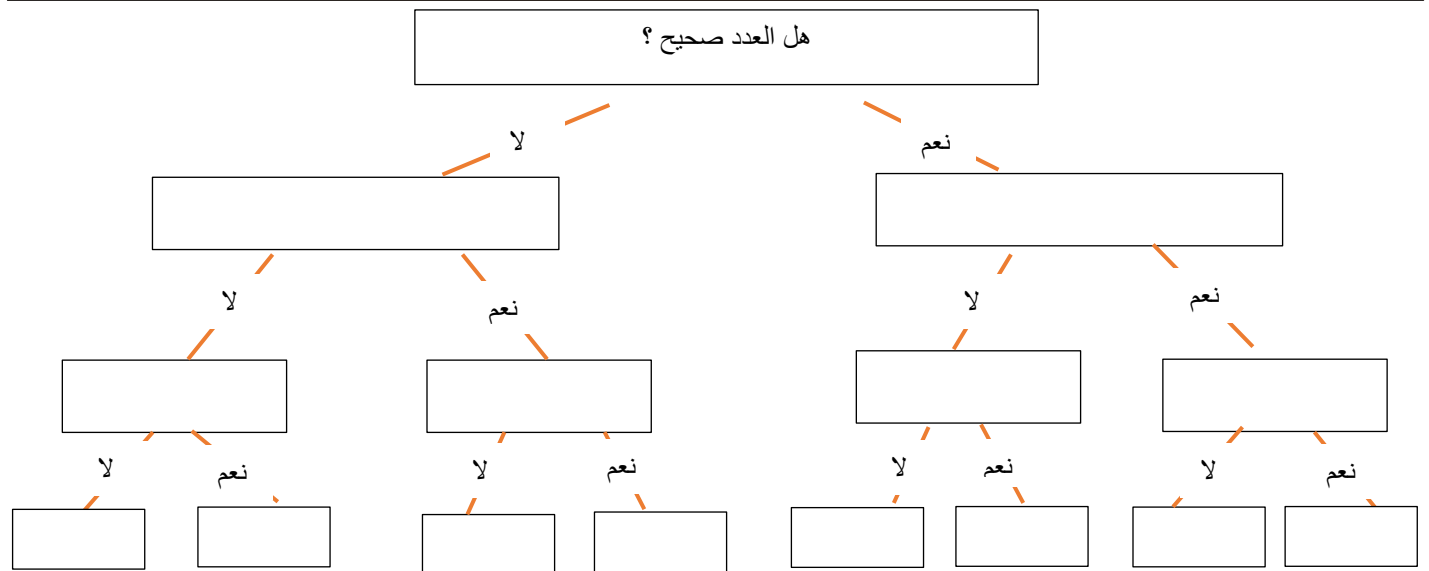 هل العدد صحيح ؟
نعم
لا
نعم
لا
نعم
لا
نعم
لا
نعم
لا
نعم
لا
نعم
لا